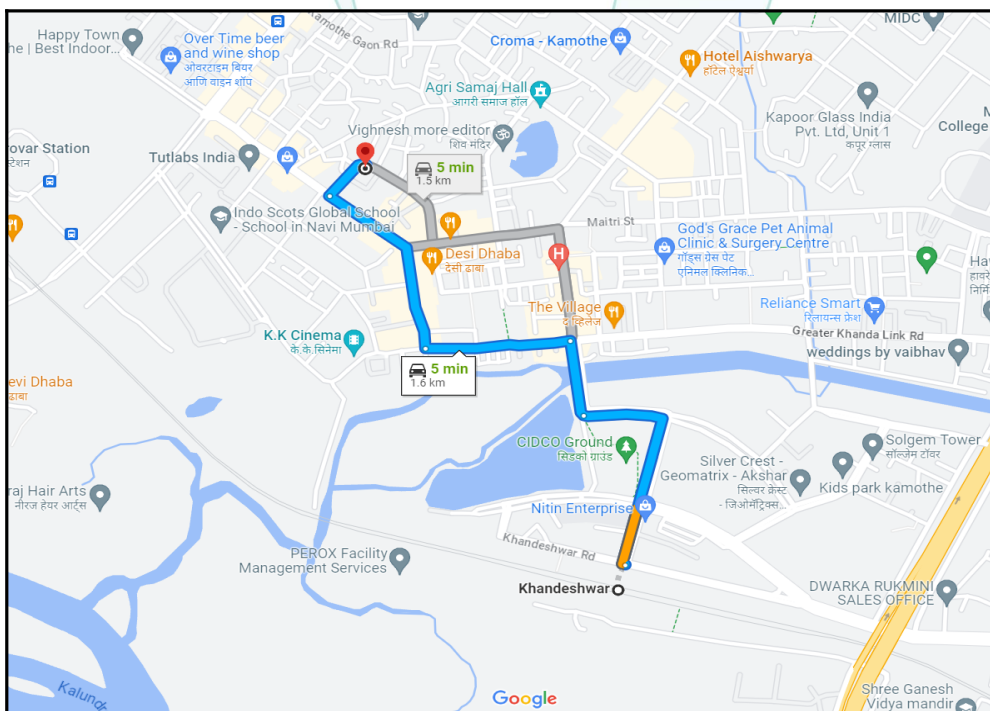 Happy Town
he | Best Indoor...
Over Time beer
and wine shop
ओवरटाइम बियर
आणि वाइन शॉप
Kamothe Gaon Rd
Croma - Kamothe
MIDC
Hotel Aishwarya
हॉटेल ऐश्वर्या
Agri Samaj Hall
आगरी समाज हॉल
Kapoor Glass India
Pvt. Ltd, Unit 1
कपूर ग्लास
M
College
Vighnesh more editor
शिव मंदिर
ॐ
rovar Station
टेशन
Tutlabs India
5 min
1.5 km
Indo Scots Global School
- School in Navi Mumbai
Maitri St
God's Grace Pet Animal
Clinic & Surgery Centre
गॉड्स ग्रेस पेट
एनिमल क्लिनिक...
Desi Dhaba
देसी ढाबा
H
Ha
हावरे
निर्मि
The Village
द व्हिलेज
Reliance Smart
रिलायन्स फ्रेश
Greater Khanda Link Rd
K.K Cinema
के.के.सिनेमा
weddings by vaibhav
5 min
1.6 km
evi Dhaba
ढाबा
CIDCO Ground
सिडको ग्राउंड
Solgem Tower
सॉल्जेम टॉवर
Silver Crest -
Geomatrix - Akshar
सिल्वर क्रेस्ट
- जिओमॅट्रिक्स...
Kids park kamothe
raj Hair Arts
नीरज हेयर आर्ट्स
Nitin Enterprise
Khandeshwar Rd
PEROX Facility
Management Services
Khandeshwar
DWARKA RUKMINI
SALES OFFICE
Kalund
Google
Shree Ganesh
Vidya mandir